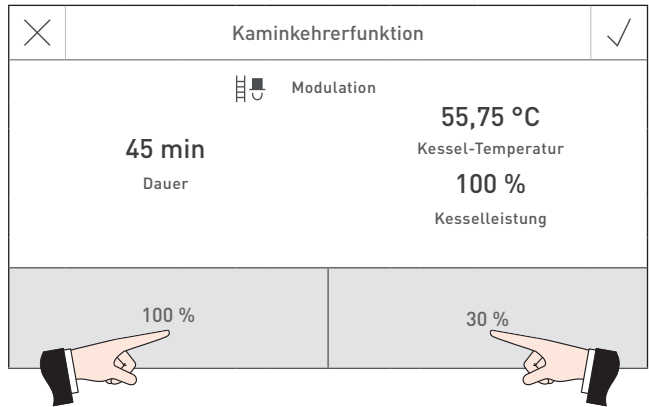 Kaminkehrerfunktion
Modulation
45 min
Dauer
55,75 °C
Kessel-Temperatur
100 %
Kesselleistung
100 %
30 %